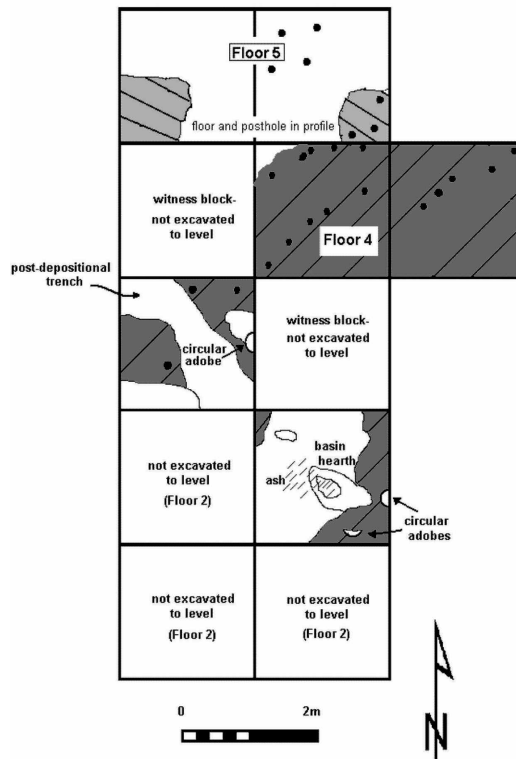 Floor 5
floor and posthole in profile
witness block-
not excavated
to level
Floor 4
post-depositional
trench
circular
adobe
witness block-
not excavated
to level
not excavated
to level
(Floor 2)
basin
hearth
ash
circular
adobes
not excavated
to level
(Floor 2)
not excavated
to level
(Floor 2)
0
2m
N